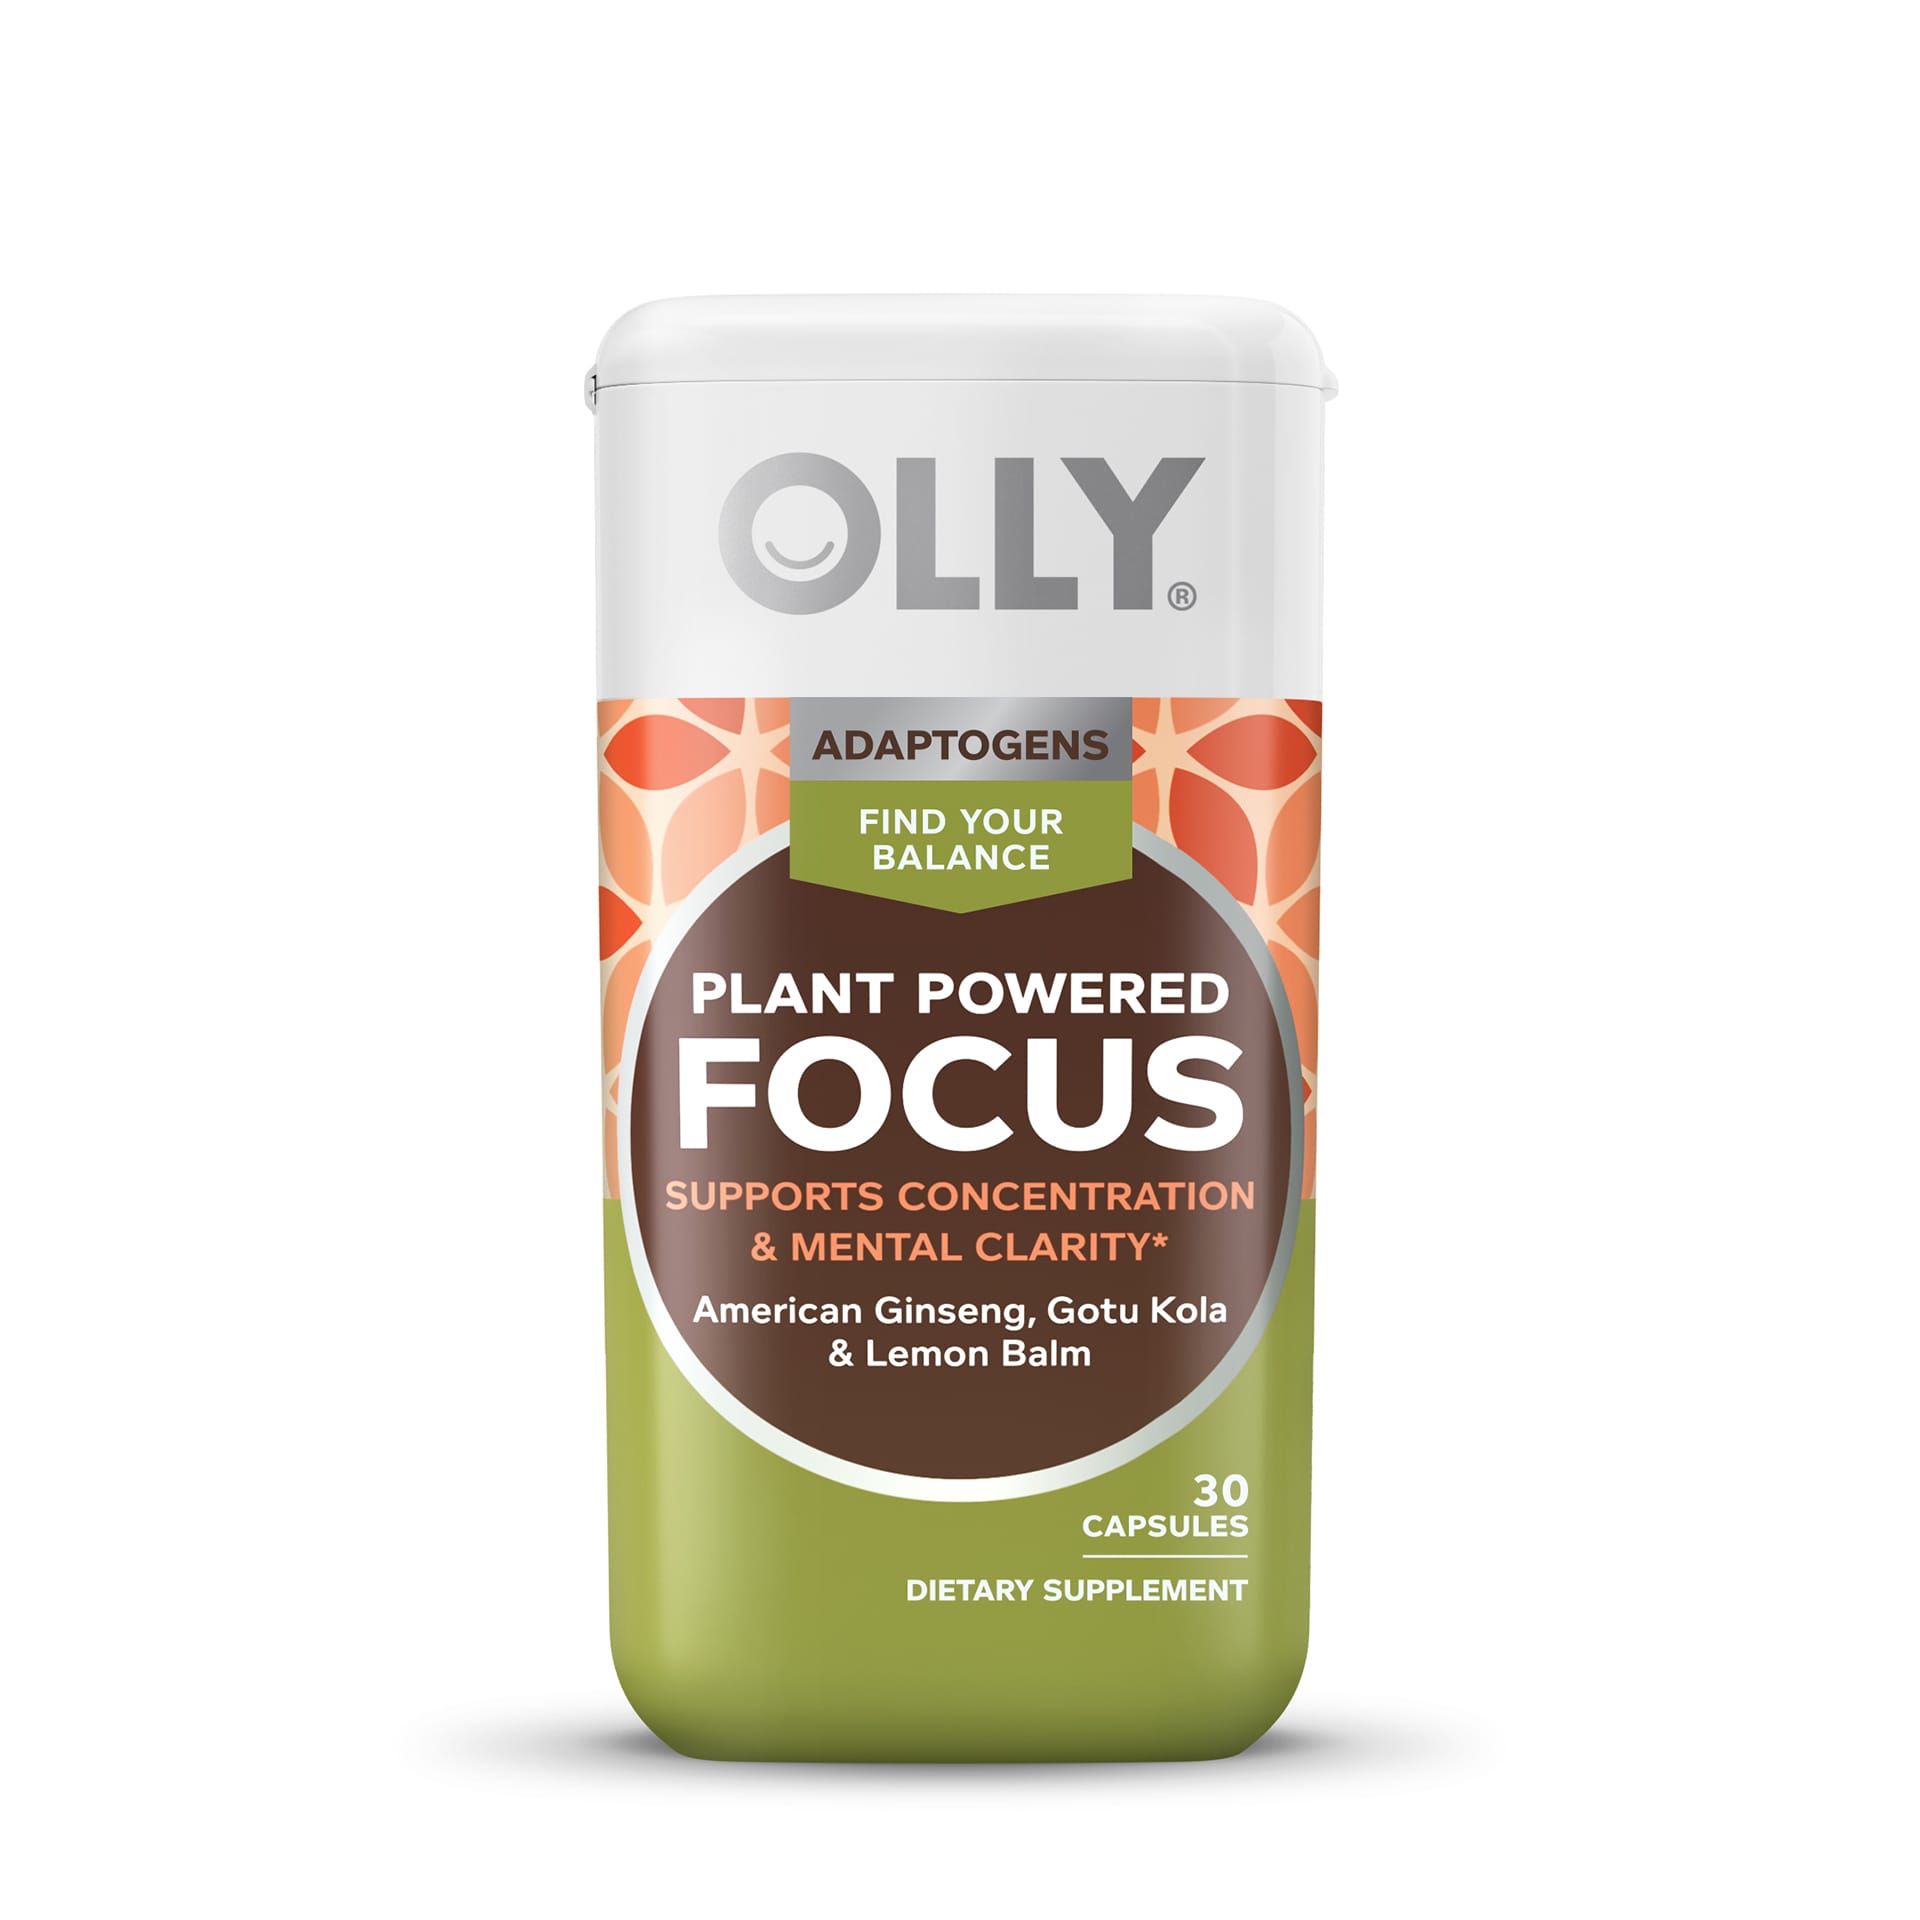 OLLY®
ADAPTOGENS
FIND YOUR
BALANCE
PLANT POWERED
FOCUS
SUPPORTS CONCENTRATION
& MENTAL CLARITY*
American Ginseng, Gotu Kola
& Lemon Balm
30
CAPSULES
DIETARY SUPPLEMENT